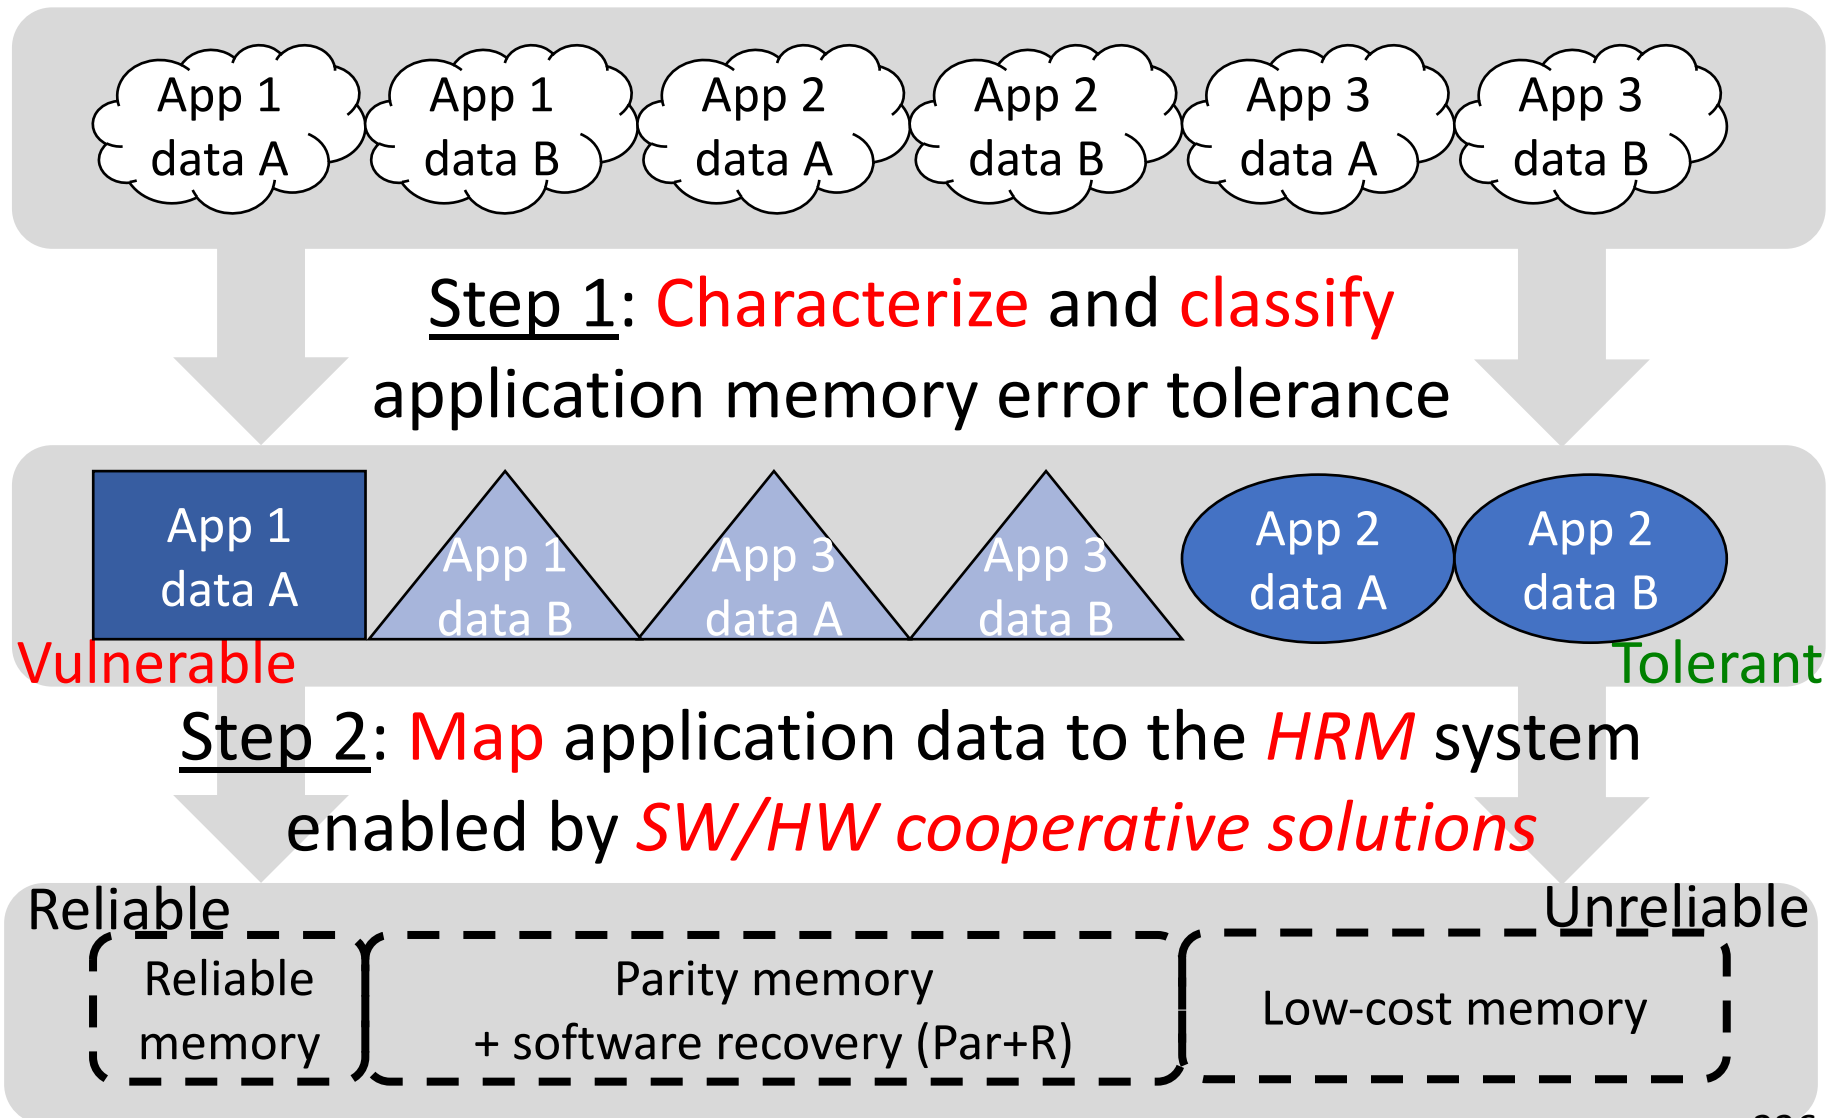 App 1
data A
App 1
data B
App 2
data A
App 2
data B
App 3
data A
App 3
data B
Step 1: Characterize and classify
application memory error tolerance
App 1
data A
App 1
data B
App 3
data A
App 3
data B
App 2
data A
App 2
data B
Vulnerable
Tolerant
Step 2: Map application data to the HRM system
enabled by SW/HW cooperative solutions
Reliable
Unreliable
Reliable
memory
Parity memory
+ software recovery (Par+R)
Low-cost memory